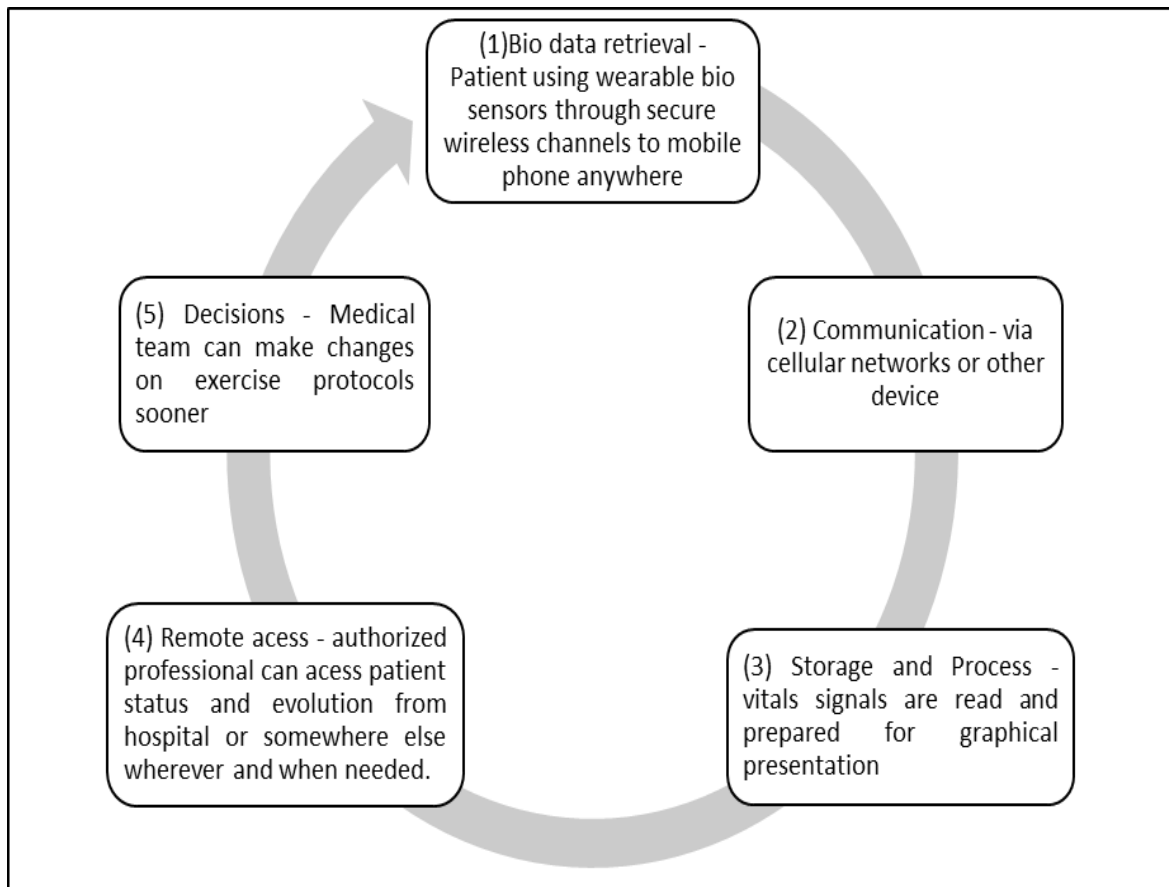 (1)Bio data retrieval -
Patient using wearable bio
sensors through secure
wireless channels to mobile
phone anywhere
(2) Communication - via
cellular networks or other
device
(3) Storage and Process -
vitals signals are read and
prepared for graphical
presentation
(4) Remote acess - authorized
professional can acess patient
status and evolution from
hospital or somewhere else
wherever and when needed.
(5) Decisions - Medical
team can make changes
on exercise protocols
sooner